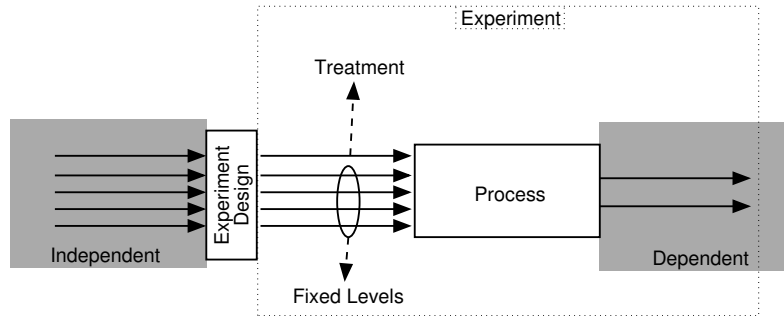 Experiment
Treatment
Experiment
Design
Process
Independent
Dependent
Fixed Levels